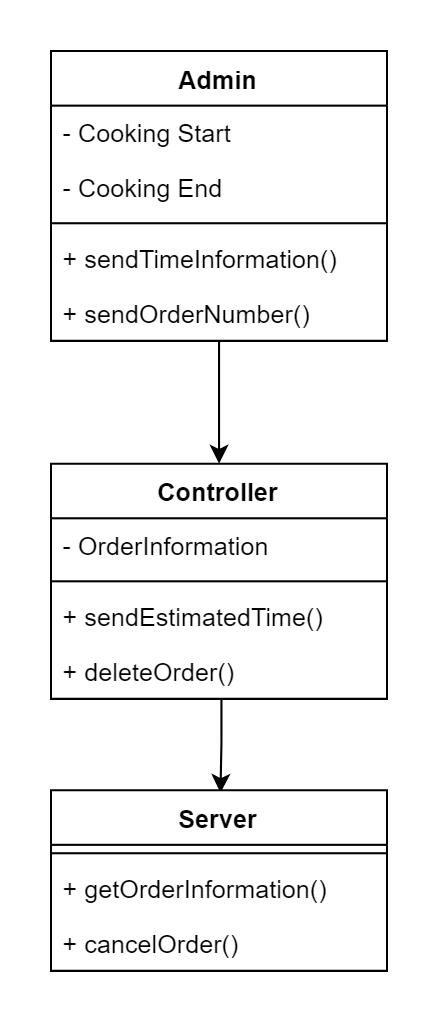 Admin
- Cooking Start
- Cooking End
+ sendTimeInformation()
+ sendOrderNumber()
Controller
- OrderInformation
+ sendEstimatedTime()
+ deleteOrder()
Server
+ getOrderInformation()
+ cancelOrder()